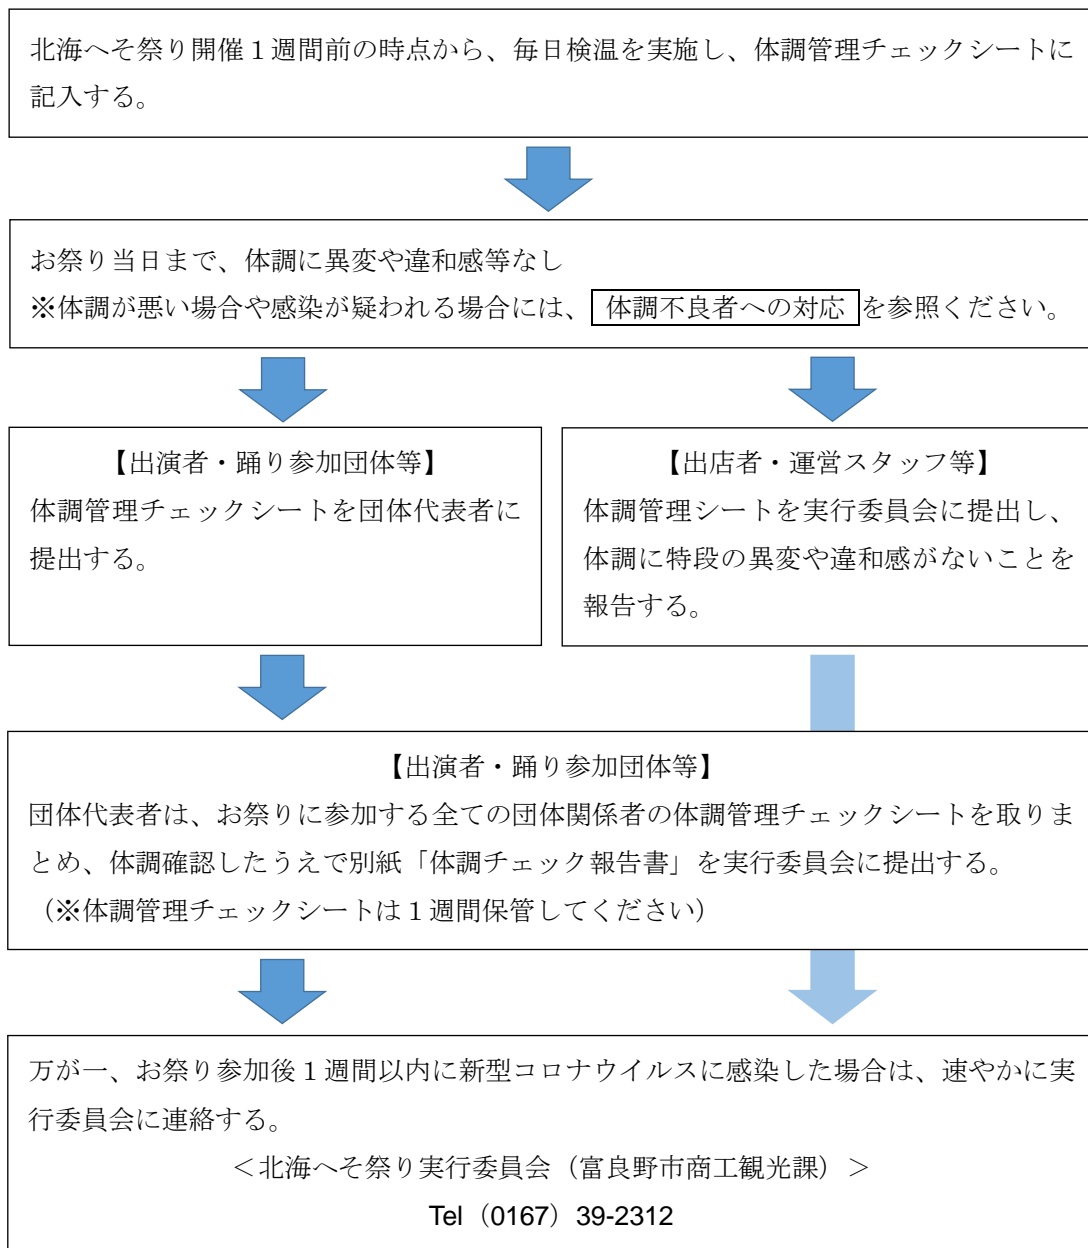 北海へそ祭り開催１週間前の時点から、毎日検温を実施し、体調管理チェックシートに
記入する。
お祭り当日まで、体調に異変や違和感等なし
※体調が悪い場合や感染が疑われる場合には、 体調不良者への対応 を参照ください。
【出演者・踊り参加団体等】
体調管理チェックシートを団体代表者に
提出する。
【出店者・運営スタッフ等】
体調管理シートを実行委員会に提出し、
体調に特段の異変や違和感がないことを
報告する。
【出演者・踊り参加団体等】
団体代表者は、お祭りに参加する全ての団体関係者の体調管理チェックシートを取りま
とめ、体調確認したうえで別紙「体調チェック報告書」を実行委員会に提出する。
（※体調管理チェックシートは１週間保管してください）
万が一、お祭り参加後１週間以内に新型コロナウイルスに感染した場合は、速やかに実
行委員会に連絡する。
＜北海へそ祭り実行委員会（富良野市商工観光課）＞
Tel（0167）39-2312